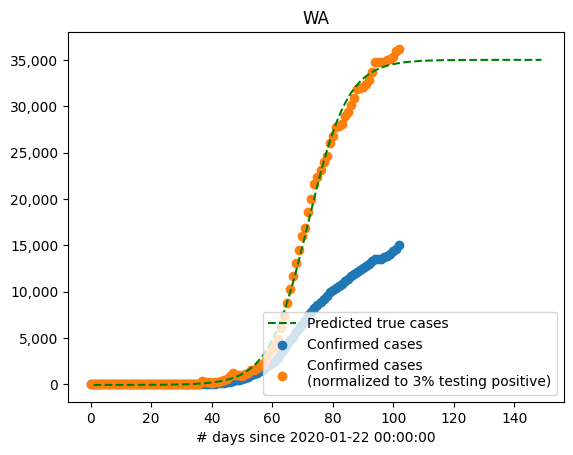 WA
35,000
30,000
25,000
20,000
15,000
10,000
5,000
0
Predicted true cases
Confirmed cases
Confirmed cases
(normalized to 3% testing positive)
0 20 40 60 80 100 120 140
# days since 2020-01-22 00:00:00